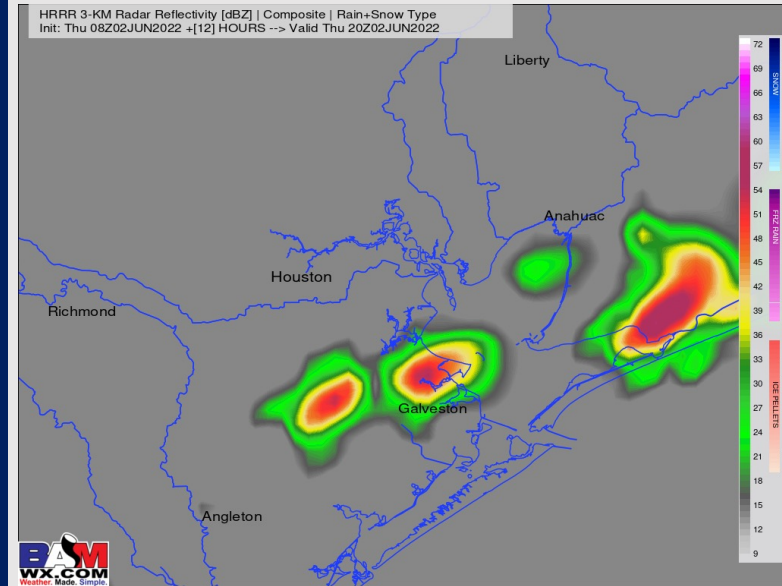 HRRR 3-KM Radar Reflectivity [dBZ] | Composite | Rain+Snow Type
Init: Thu 08Z02JUN2022 +[12] HOURS --> Valid Thu 20Z02JUN2022
Liberty
Anahuac
Houston
Richmond
Galveston
Angleton
72
69
66
63
60
57
54
51
48
45
42
39
36
33
30
27
24
21
18
15
12
9
SNOW
FRZ RAIN
ICE PELLETS
BAM
WX.COM
Weather. Made. Simple.